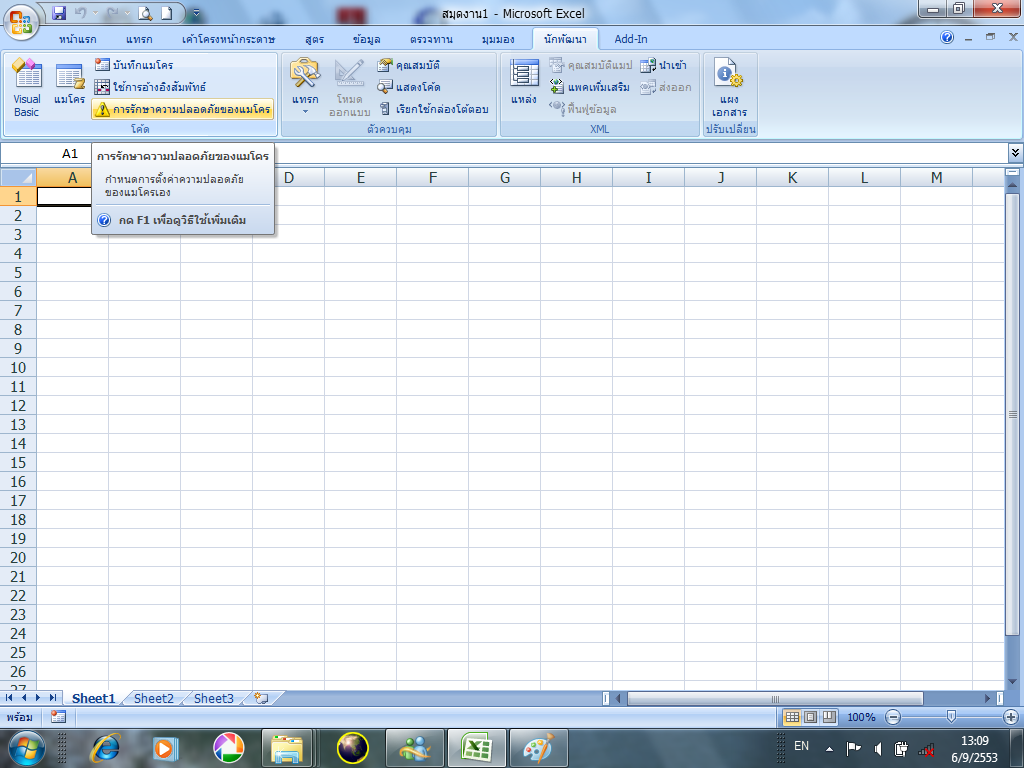 สมุดงาน1 - Microsoft Excel
หน้าแรก แทรก เค้าโครงหน้ากระดาษ สูตร ข้อมูล ตรวจทาน มุมมอง นักพัฒนา Add-In
Visual Basic
แมโคร
บันทึกแมโคร
ใช้การอ้างอิงสัมพัทธ์
การรักษาความปลอดภัยของแมโคร
โค้ด
แทรก
โหมด
ออกแบบ
คุณสมบัติ
แสดงโค้ด
เรียกใช้กล่องโต้ตอบ
ตัวควบคุม
แหล่ง
คุณสมบัติแมป
แพคเพิ่มเสริม
ฟื้นฟูข้อมูล
นำเข้า
ส่งออก
XML
แผง
เอกสาร
ปรับเปลี่ยน
A1
การรักษาความปลอดภัยของแมโคร
กำหนดการตั้งค่าความปลอดภัย
ของแมโครเอง
กด F1 เพื่อดูวิธีใช้เพิ่มเติม
A D E F G H I J K L M
1
2
3
4
5
6
7
8
9
10
11
12
13
14
15
16
17
18
19
20
21
22
23
24
25
26
27
Sheet1 Sheet2 Sheet3
พร้อม 100%
EN 13:09
6/9/2553